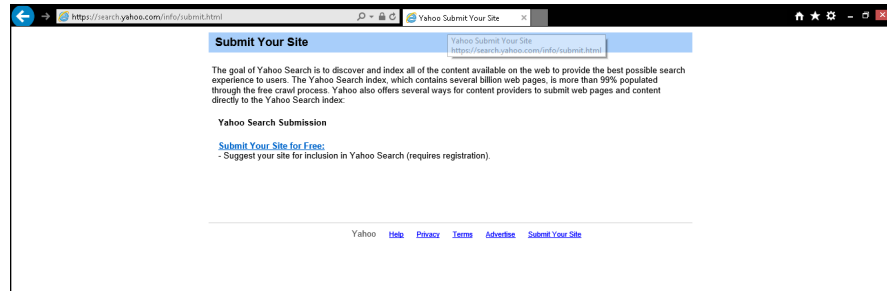 https://search.yahoo.com/info/submit.html
Yahoo Submit Your Site
Submit Your Site
Yahoo Submit Your Site
https://search.yahoo.com/info/submit.html
The goal of Yahoo Search is to discover and index all of the content available on the web to provide the best possible search
experience to users. The Yahoo Search index, which contains several billion web pages, is more than 99% populated
through the free crawl process. Yahoo also offers several ways for content providers to submit web pages and content
directly to the Yahoo Search index:
Yahoo Search Submission
Submit Your Site for Free:
- Suggest your site for inclusion in Yahoo Search (requires registration).
Yahoo Help Privacy Terms Advertise Submit Your Site